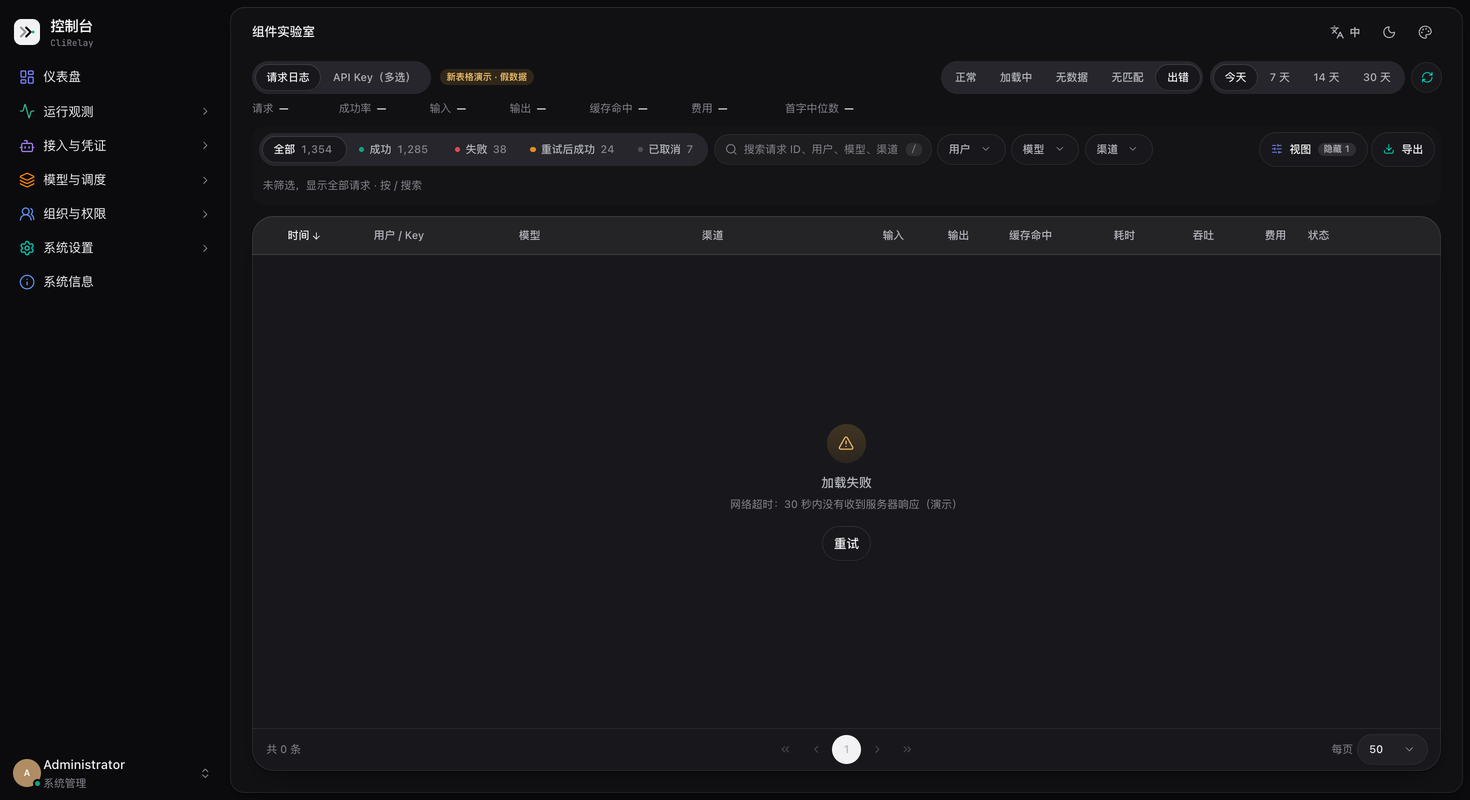 控制台
CliRelay
仪表盘
运行观测
接入与凭证
模型与调度
组织与权限
系统设置
系统信息
A
Administrator
系统管理
组件实验室
中
请求日志 API Key（多选） 新表格演示 · 假数据 正常 加载中 无数据 无匹配 出错 今天 7 天 14 天 30 天
请求 — 成功率 — 输入 — 输出 — 缓存命中 — 费用 — 首字中位数 —
全部 1,354 成功 1,285 失败 38 重试后成功 24 已取消 7 搜索请求 ID、用户、模型、渠道 / 用户 模型 渠道 视图 隐藏 1 导出
未筛选，显示全部请求 · 按 / 搜索
时间 ↓ 用户 / Key 模型 渠道 输入 输出 缓存命中 耗时 吞吐 费用 状态
加载失败
网络超时：30 秒内没有收到服务器响应（演示）
重试
共 0 条 « ‹ 1 › » 每页 50